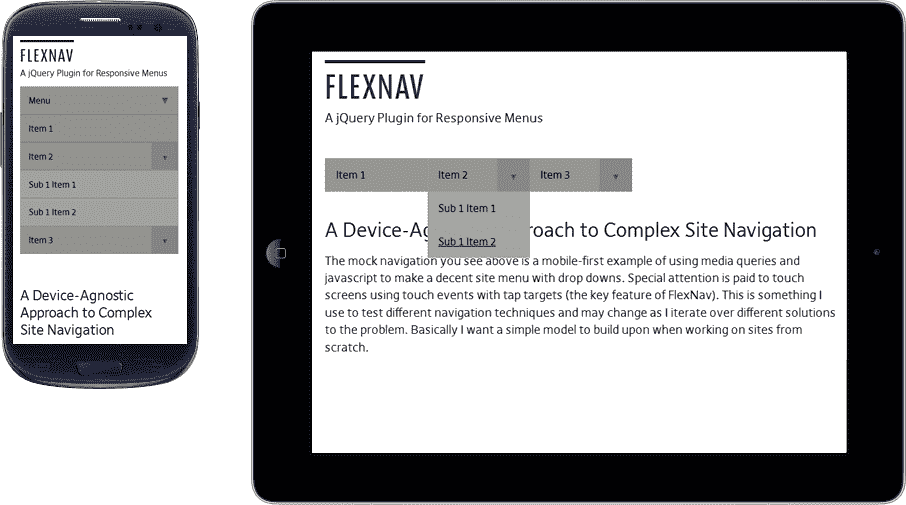 FLEXNAV
A jQuery Plugin for Responsive Menus
Menu
Item 1
Item 2
Sub 1 Item 1
Sub 1 Item 2
Item 3
A Device-Agnostic
Approach to Complex
Site Navigation
FLEXNAV
A jQuery Plugin for Responsive Menus
Item 1 Item 2 Item 3
Sub 1 Item 1
Sub 1 Item 2
A Device-Ag roach to Complex Site Navigation
The mock navigation you see above is a mobile-first example of using media queries and
javascript to make a decent site menu with drop downs. Special attention is paid to touch
screens using touch events with tap targets (the key feature of FlexNav). This is something I
use to test different navigation techniques and may change as I iterate over different solutions
to the problem. Basically I want a simple model to build upon when working on sites from
scratch.